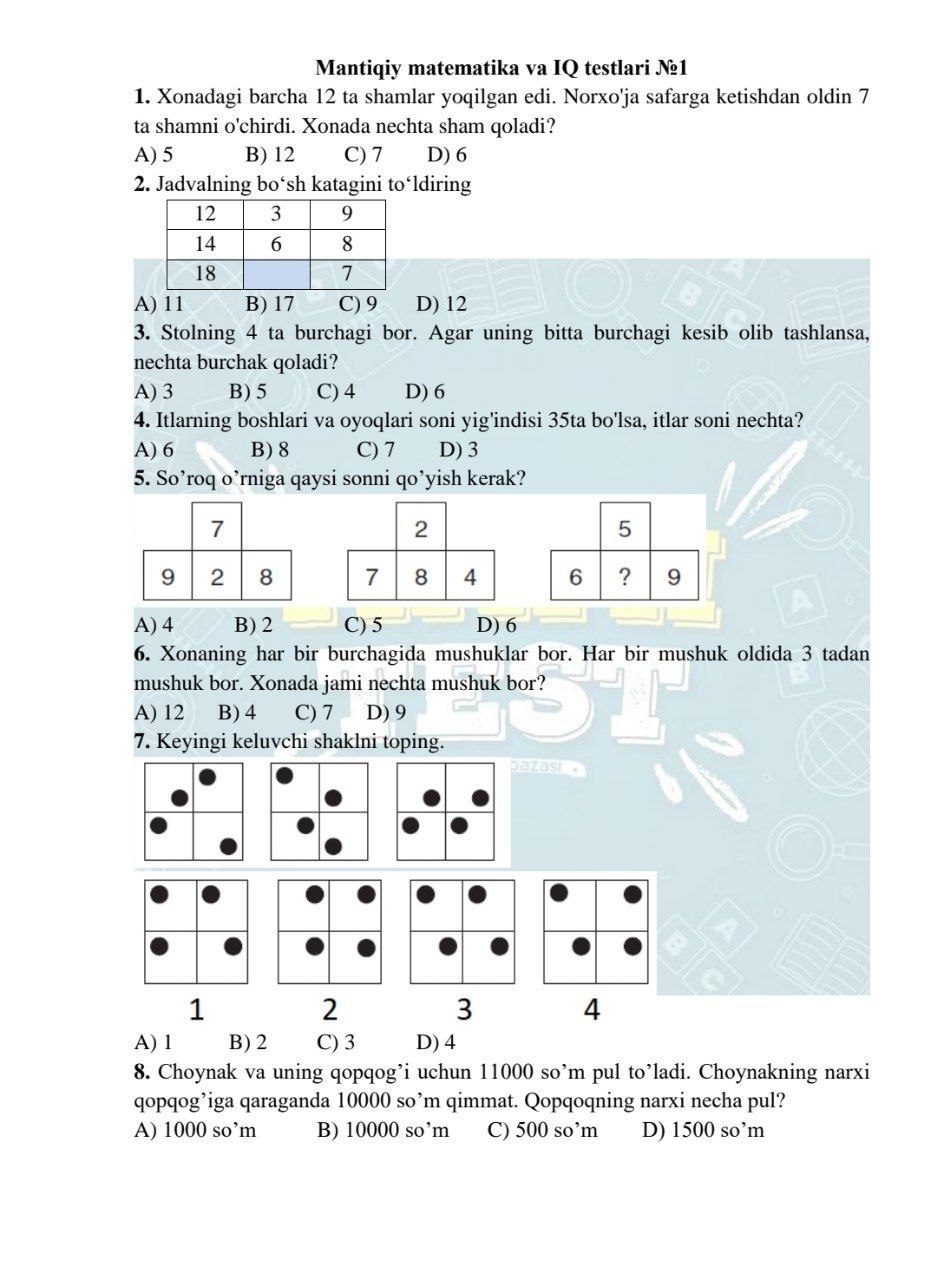 Mantiqiy matematika va IQ testlari №1
1. Xonadagi barcha 12 ta shamlar yoqilgan edi. Norxo'ja safarga ketishdan oldin 7
ta shamni o'chirdi. Xonada nechta sham qoladi?
A) 5 B) 12 C) 7 D) 6
2. Jadvalning bo‘sh katagini to‘ldiring
12 3 9
14 6 8
18 7
A) 11 B) 17 C) 9 D) 12
3. Stolning 4 ta burchagi bor. Agar uning bitta burchagi kesib olib tashlansa,
nechta burchak qoladi?
A) 3 B) 5 C) 4 D) 6
4. Itlarning boshlari va oyoqlari soni yig'indisi 35ta bo'lsa, itlar soni nechta?
A) 6 B) 8 C) 7 D) 3
5. So’roq o’rniga qaysi sonni qo’yish kerak?
7 2 5
9 2 8 7 8 4 6 ? 9
A) 4 B) 2 C) 5 D) 6
6. Xonaning har bir burchagida mushuklar bor. Har bir mushuk oldida 3 tadan
mushuk bor. Xonada jami nechta mushuk bor?
A) 12 B) 4 C) 7 D) 9
7. Keyingi keluvchi shaklni toping.
1 2 3 4
A) 1 B) 2 C) 3 D) 4
8. Choynak va uning qopqog’i uchun 11000 so’m pul to’ladi. Choynakning narxi
qopqog’iga qaraganda 10000 so’m qimmat. Qopqoqning narxi necha pul?
A) 1000 so’m B) 10000 so’m C) 500 so’m D) 1500 so’m
TEST
bazasi